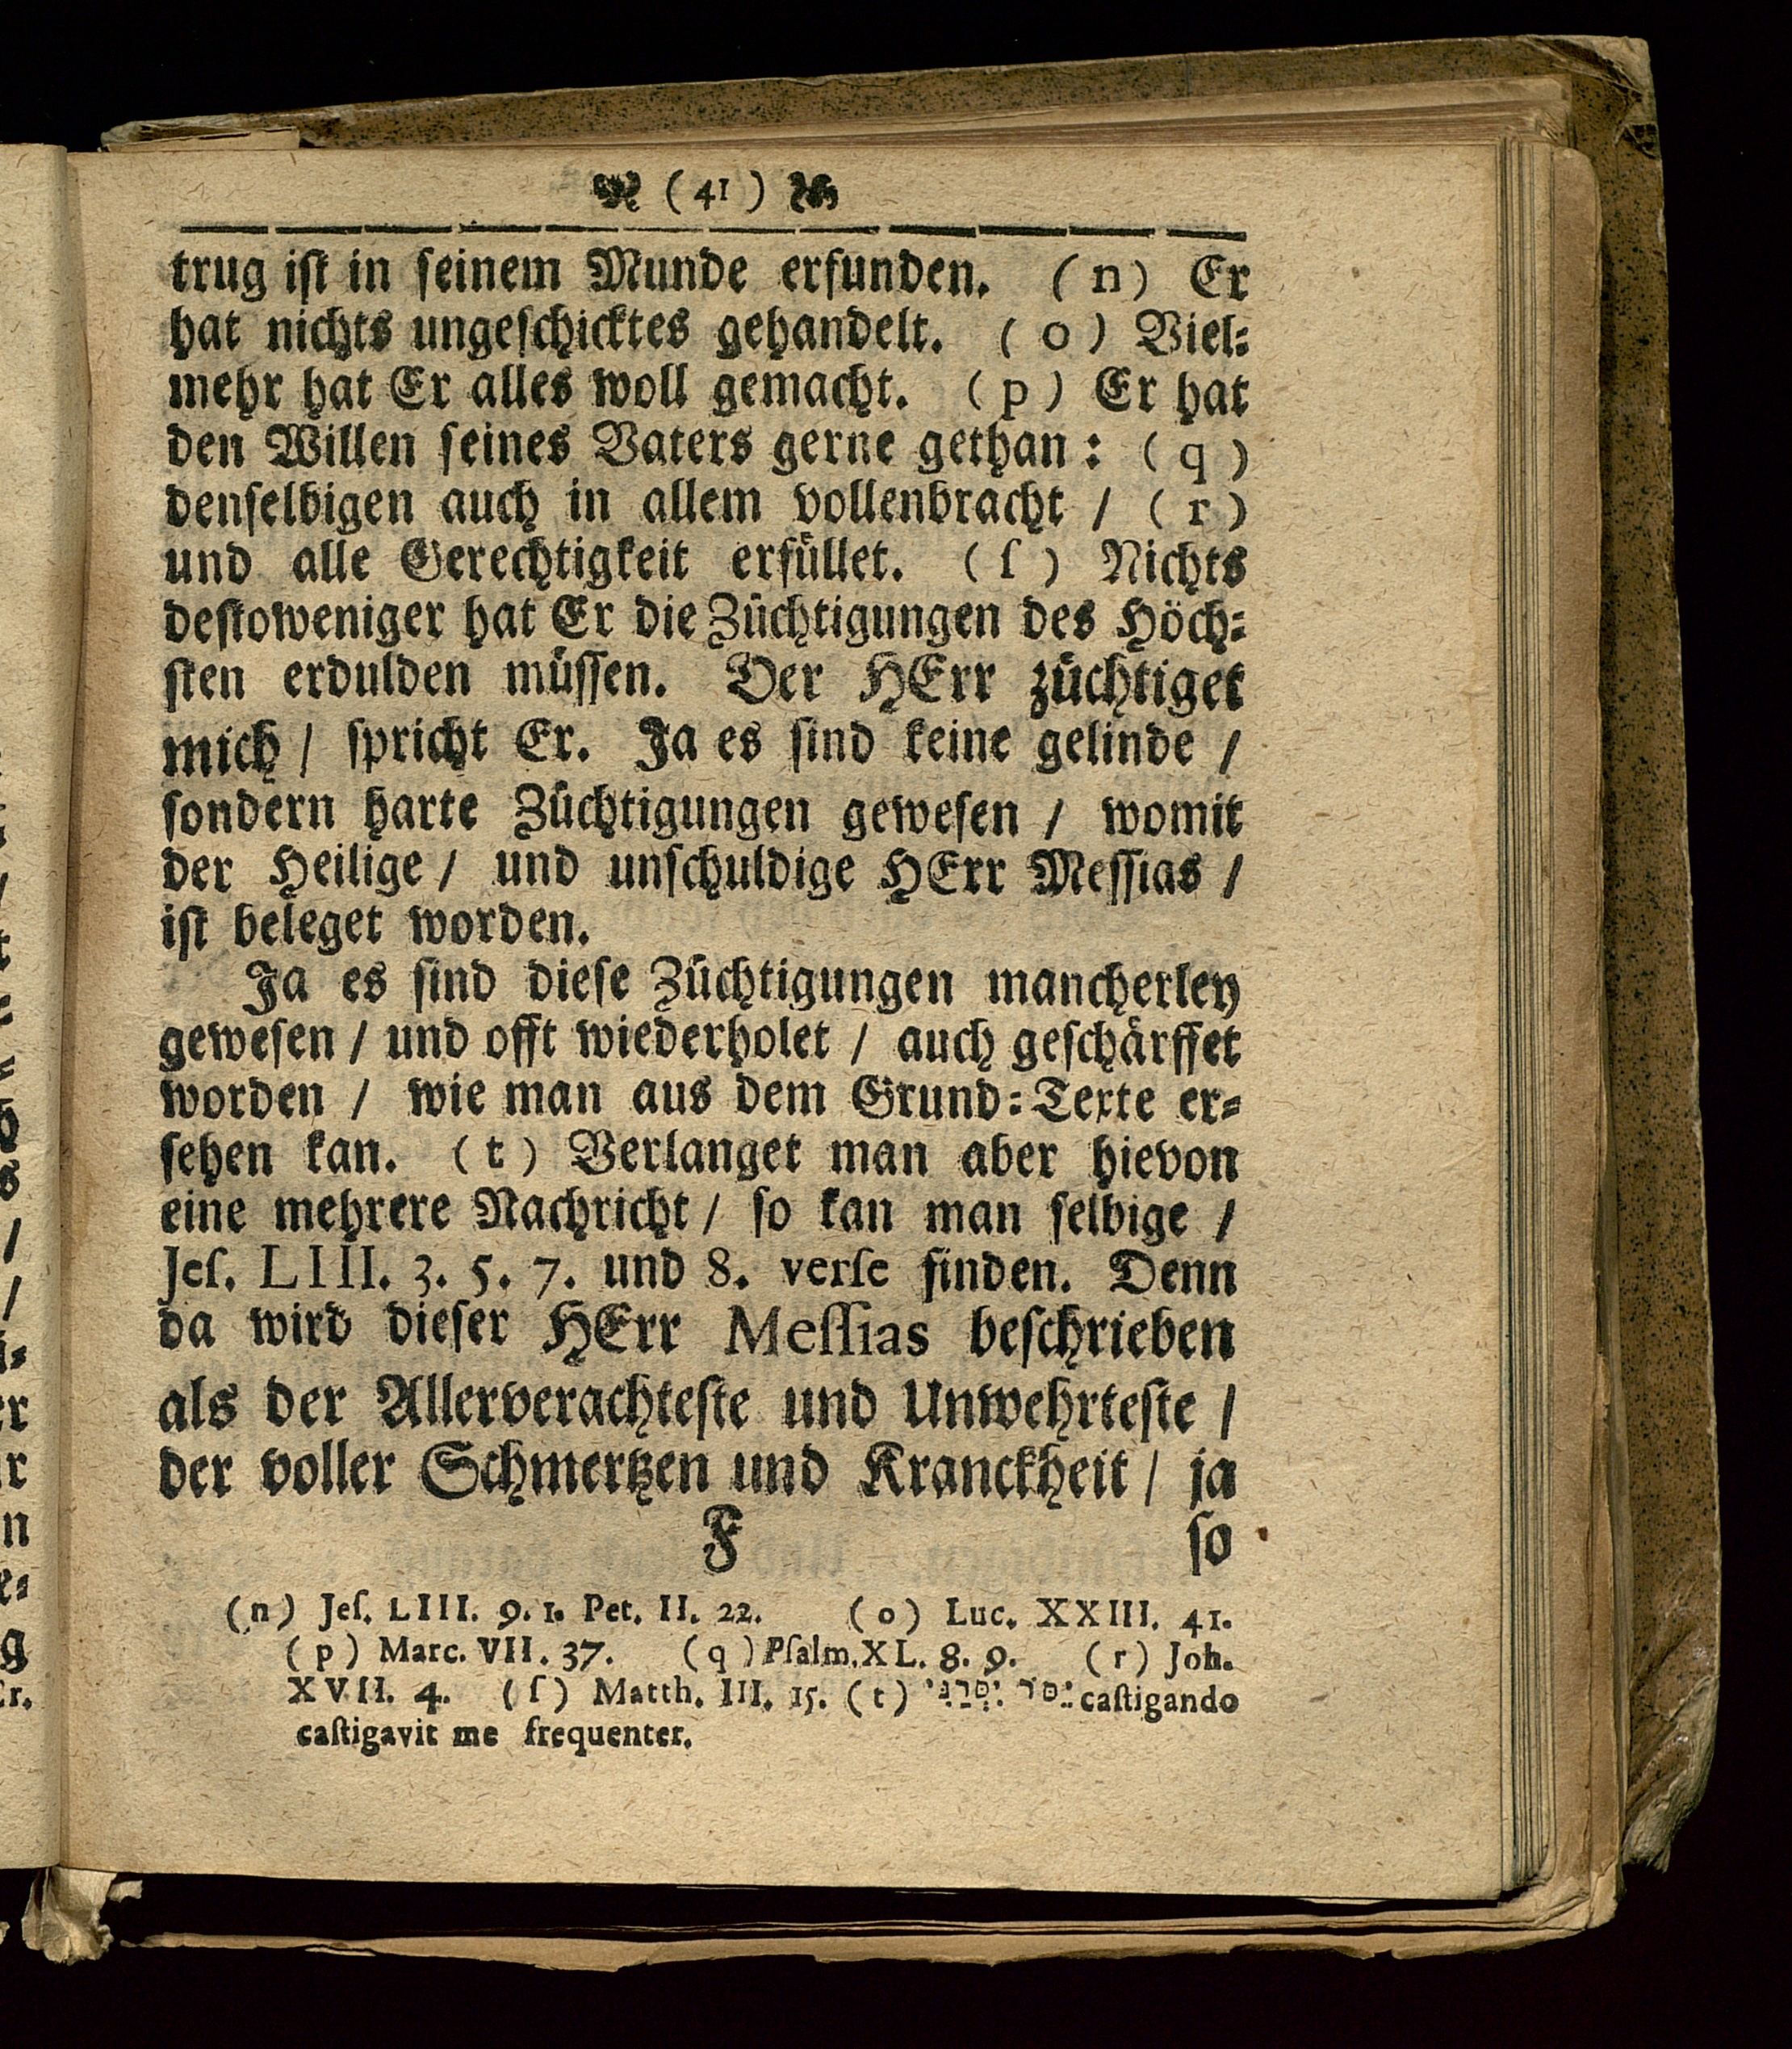 ( 41 )
trug iſt in ſeinem Munde erfunden. (n) Er
hat nichts ungeſchicktes gehandelt. (o) Viel⸗
mehr hat Er alles woll gemacht. (p) Er hat
den Willen ſeines Vaters gerne gethan: (q)
denſelbigen auch in allem vollenbracht / (r)
und alle Gerechtigkeit erfüllet. (ſ) Nichts
deſtoweniger hat Er die Züchtigungen des Höch⸗
ſten erdulden müſſen. Der HErr züchtiget
mich / ſpricht Er. Ja es ſind keine gelinde /
ſondern harte Züchtigungen geweſen / womit
der Heilige / und unſchuldige HErr Meſſias /
iſt beleget worden.
Ja es ſind dieſe Züchtigungen mancherley
geweſen / und offt wiederholet / auch geſchärffet
worden / wie man aus dem Grund⸗Texte er⸗
ſehen kan. (t) Verlanget man aber hievon
eine mehrere Nachricht / ſo kan man ſelbige /
Jeſ. LIII. 3. 5. 7. und 8. verſe finden. Denn
da wird dieſer HErr Meſſias beſchrieben
als der Allerverachteſte und Unwehrteſte /
der voller Schmertzen und Kranckheit / ja
F ſo
(n) Jeſ. LIII. 9. 1. Pet. II. 22. (o) Luc. XXIII. 41.
(p) Marc. VII. 37. (q) Pſalm. XL. 8. 9. (r) Joh.
XVII. 4. (ſ) Matth. III. 15. (t) יסר יסרני caſtigando
caſtigavit me frequenter.